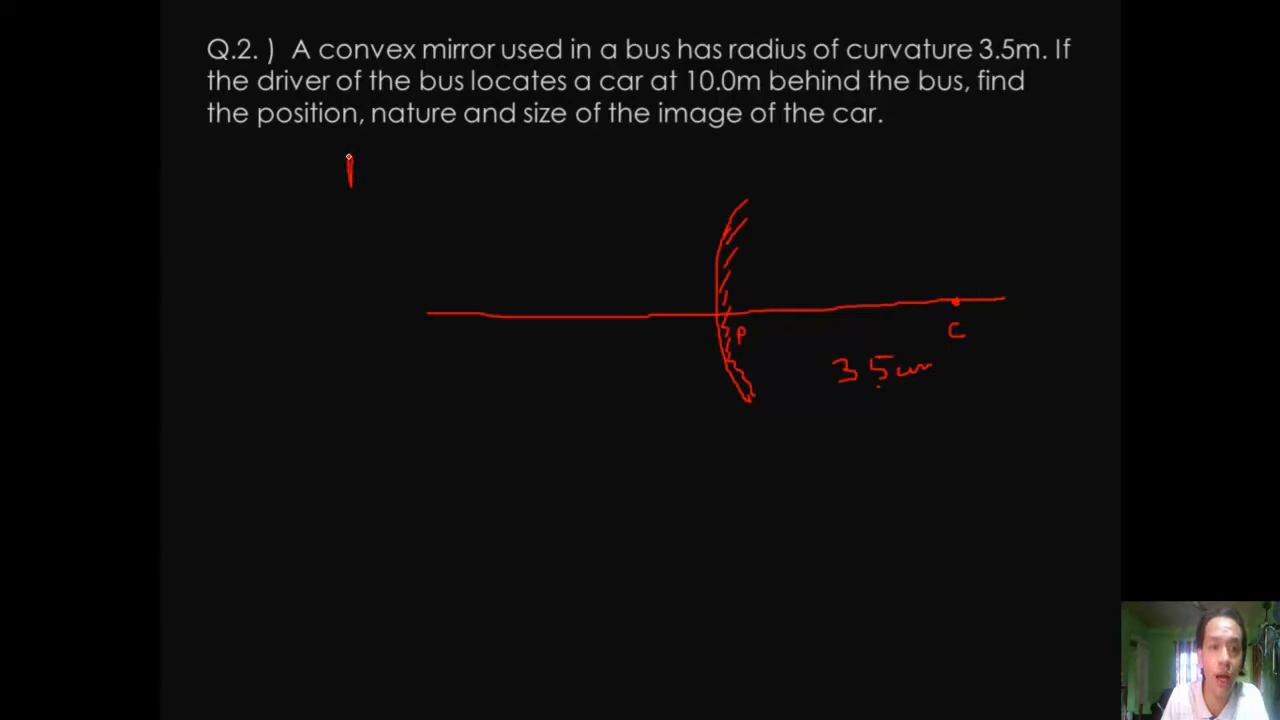 Q.2. ) A convex mirror used in a bus has radius of curvature 3.5m. If
the driver of the bus locates a car at 10.0m behind the bus, find
the position, nature and size of the image of the car.
P
C
3.5cm